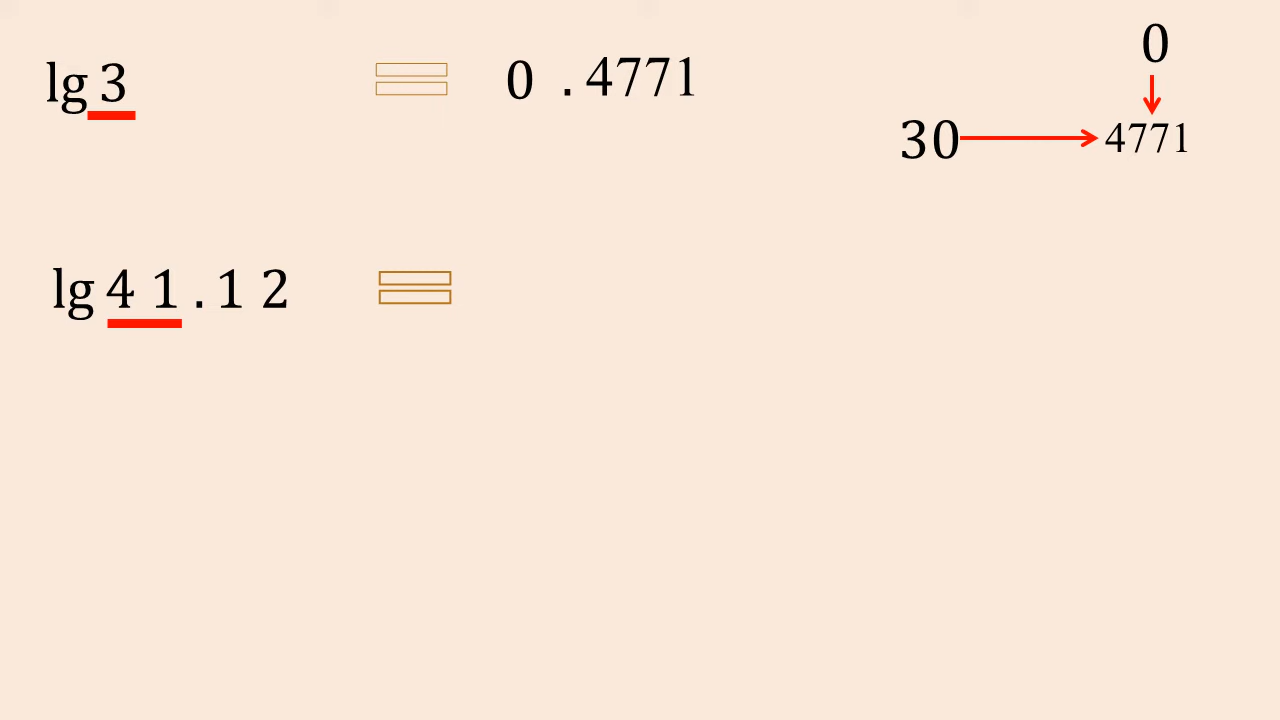 lg 3 = 0 . 4771
0
30 → 4771
lg 4 1 . 1 2 =